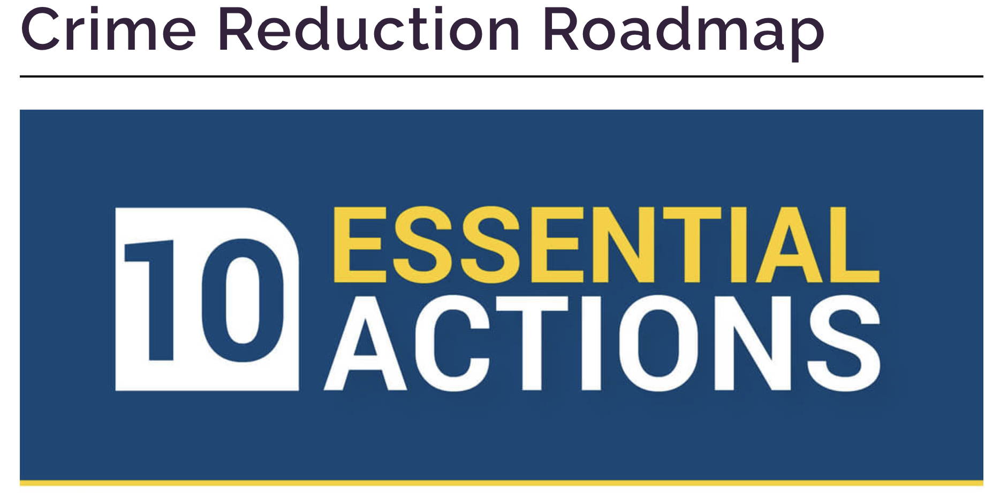 Crime Reduction Roadmap
10 ESSENTIAL
ACTIONS